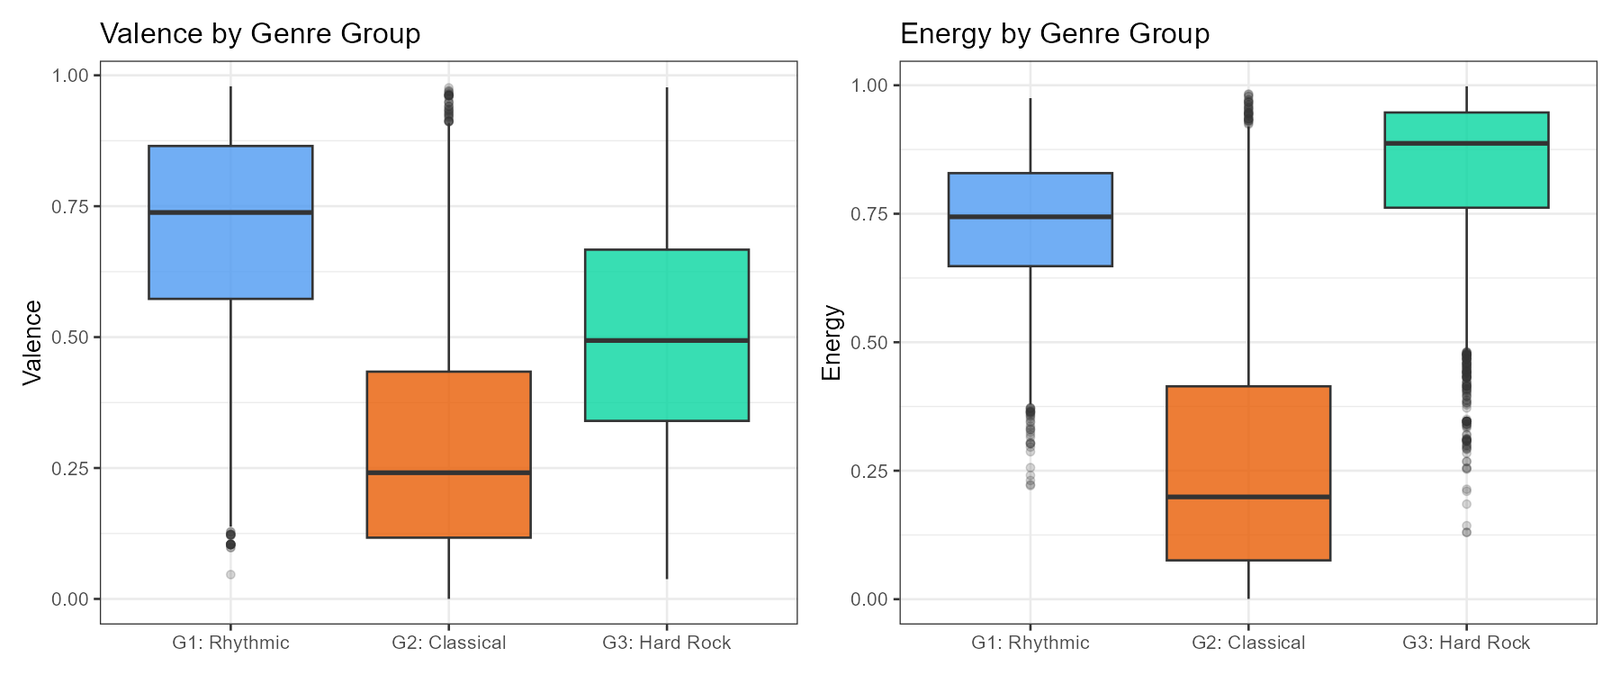 Valence by Genre Group
Valence
1.00
0.75
0.50
0.25
0.00
G1: Rhythmic
G2: Classical
G3: Hard Rock
Energy by Genre Group
Energy
1.00
0.75
0.50
0.25
0.00
G1: Rhythmic
G2: Classical
G3: Hard Rock